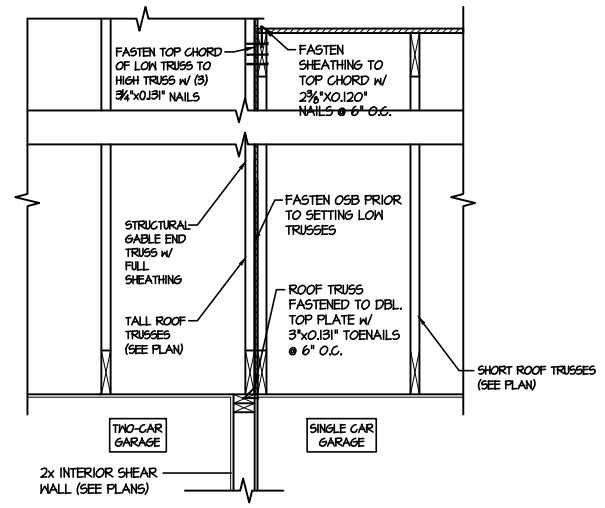 FASTEN TOP CHORD
OF LOW TRUSS TO
HIGH TRUSS W/ (3)
3¼"X0.131" NAILS
FASTEN
SHEATHING TO
TOP CHORD W/
2⅜"X0.120"
NAILS @ 6" O.C.
STRUCTURAL
GABLE END
TRUSS W/
FULL
SHEATHING
FASTEN OSB PRIOR
TO SETTING LOW
TRUSSES
TALL ROOF
TRUSSES
(SEE PLAN)
ROOF TRUSS
FASTENED TO DBL.
TOP PLATE W/
3"X0.131" TOENAILS
@ 6" O.C.
SHORT ROOF TRUSSES
(SEE PLAN)
TWO-CAR
GARAGE
SINGLE CAR
GARAGE
2x INTERIOR SHEAR
WALL (SEE PLANS)